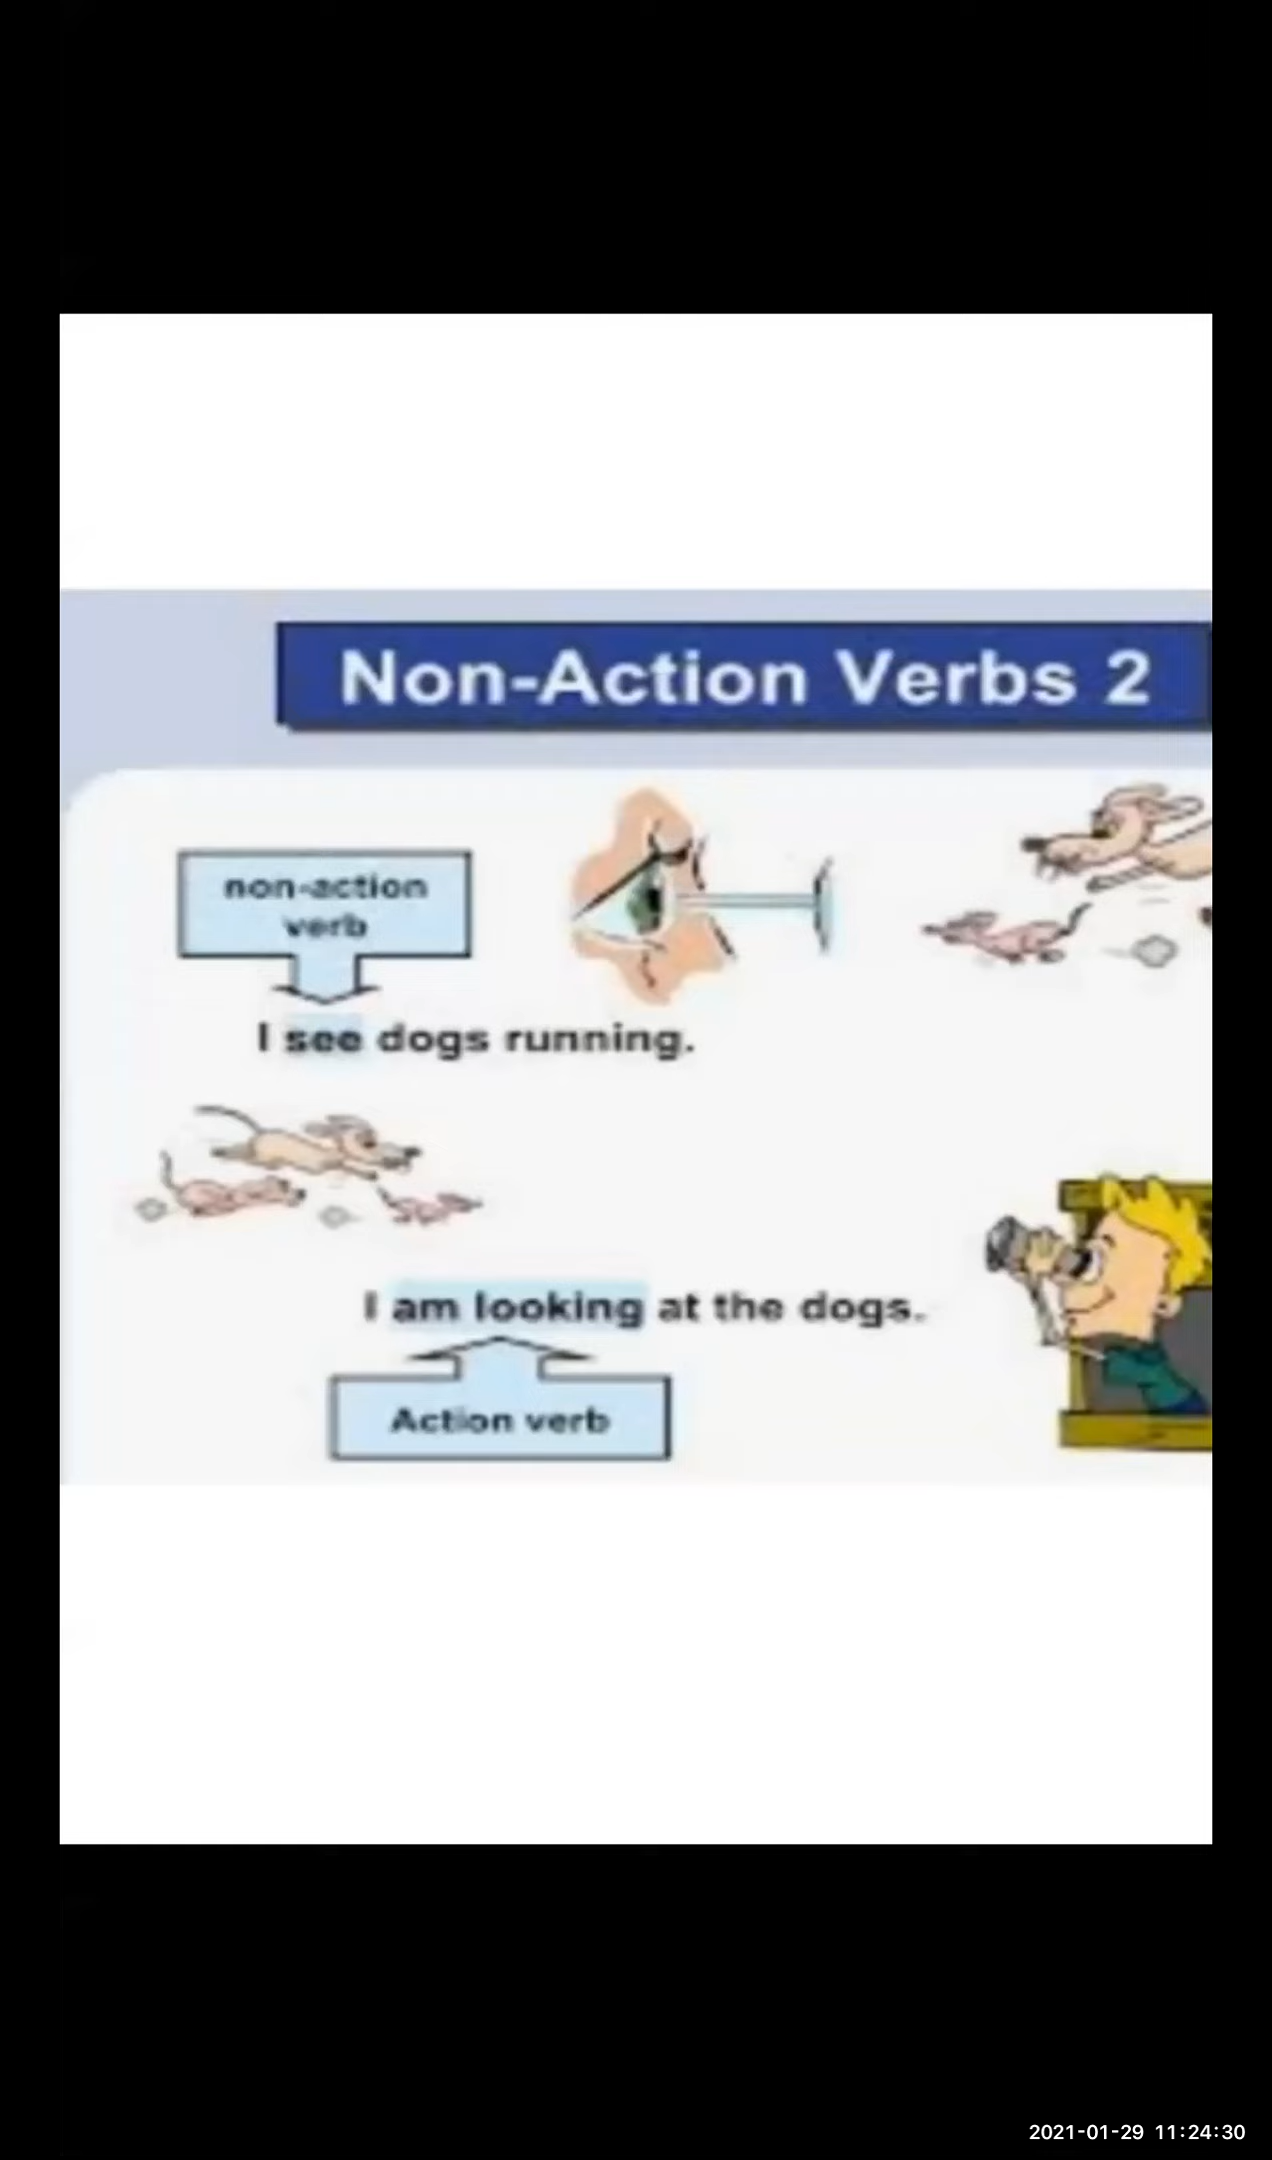 Non-Action Verbs 2
non-action
verb
I see dogs running.
I am looking at the dogs.
Action verb
2021-01-29 11:24:30